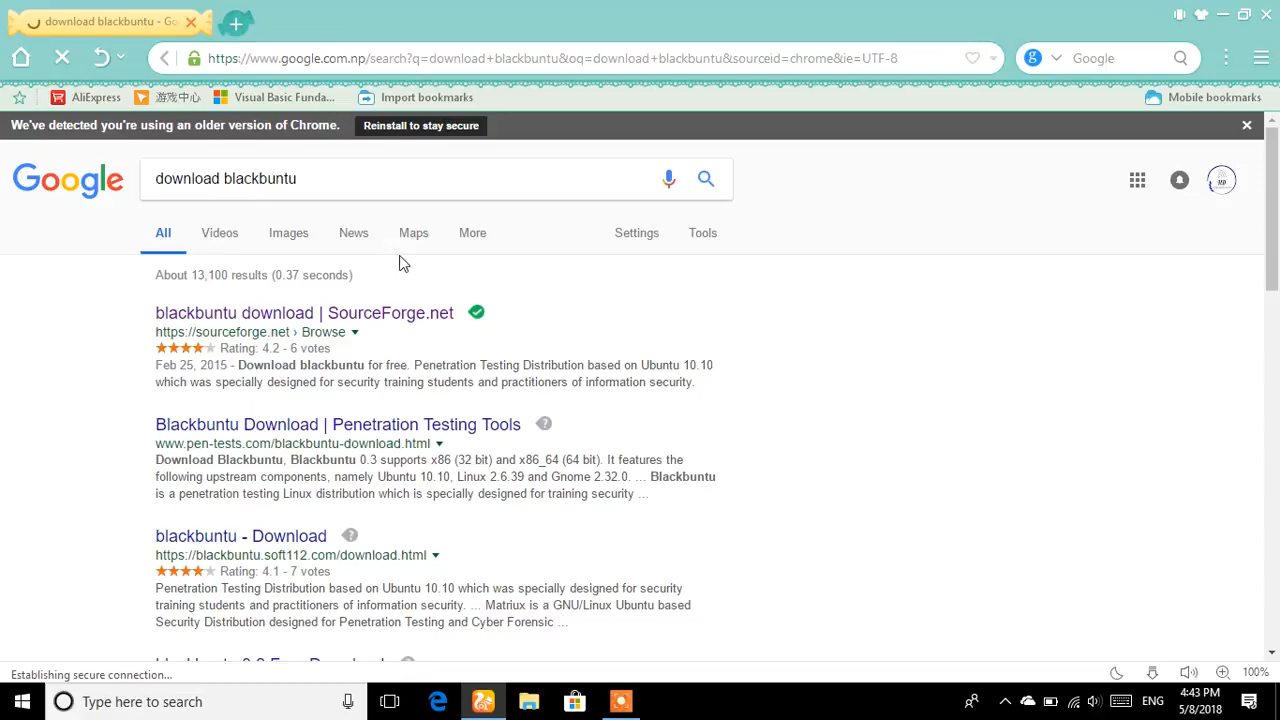 download blackbuntu - Go
https://www.google.com.np/search?q=download+blackbuntu&oq=download+blackbuntu&sourceid=chrome&ie=UTF-8
Google
AliExpress
游戏中心
Visual Basic Funda...
Import bookmarks
Mobile bookmarks
We've detected you're using an older version of Chrome.
Reinstall to stay secure
Google
download blackbuntu
All
Videos
Images
News
Maps
More
Settings
Tools
About 13,100 results (0.37 seconds)
blackbuntu download | SourceForge.net
https://sourceforge.net › Browse
Rating: 4.2 - 6 votes
Feb 25, 2015 - Download blackbuntu for free. Penetration Testing Distribution based on Ubuntu 10.10
which was specially designed for security training students and practitioners of information security.
Blackbuntu Download | Penetration Testing Tools
www.pen-tests.com/blackbuntu-download.html
Download Blackbuntu, Blackbuntu 0.3 supports x86 (32 bit) and x86_64 (64 bit). It features the
following upstream components, namely Ubuntu 10.10, Linux 2.6.39 and Gnome 2.32.0. ... Blackbuntu
is a penetration testing Linux distribution which is specially designed for training security ...
blackbuntu - Download
https://blackbuntu.soft112.com/download.html
Rating: 4.1 - 7 votes
Penetration Testing Distribution based on Ubuntu 10.10 which was specially designed for security
training students and practitioners of information security. ... Matriux is a GNU/Linux Ubuntu based
Security Distribution designed for Penetration Testing and Cyber Forensic ...
Establishing secure connection...
100%
Type here to search
ENG
4:43 PM
5/8/2018